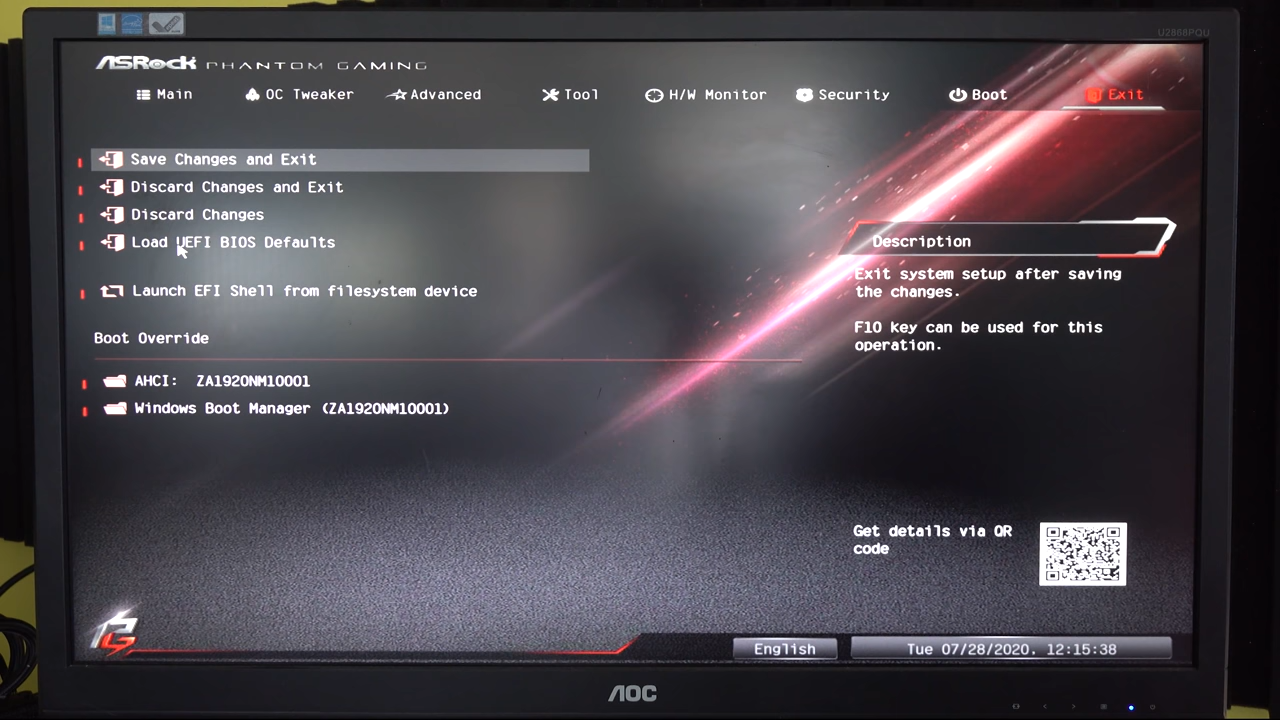 U2868PQU
ASRock PHANTOM GAMING
Main OC Tweaker Advanced Tool H/W Monitor Security Boot Exit
Save Changes and Exit
Discard Changes and Exit
Discard Changes
Load UEFI BIOS Defaults
Launch EFI Shell from filesystem device
Boot Override
AHCI: ZA1920NM10001
Windows Boot Manager (ZA1920NM10001)
Description
Exit system setup after saving
the changes.
F10 key can be used for this
operation.
Get details via QR
code
English
Tue 07/28/2020. 12:15:38
AOC